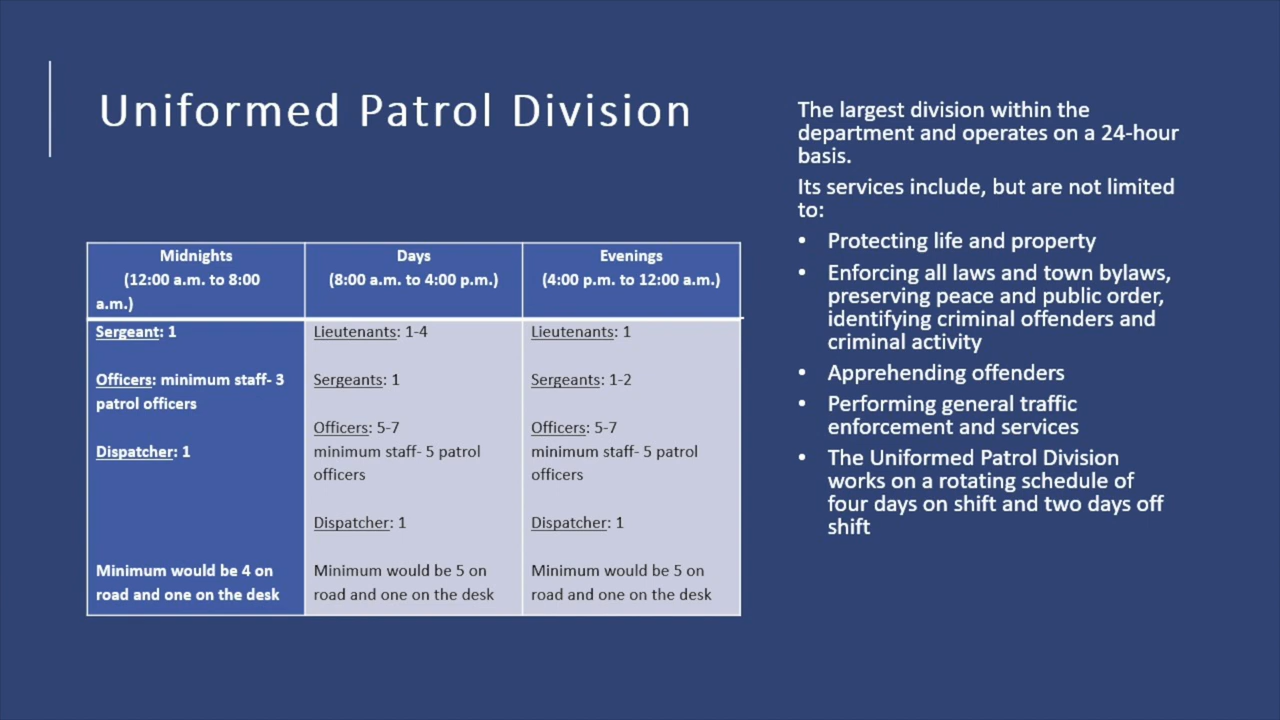 Uniformed Patrol Division
The largest division within the
department and operates on a 24-hour
basis.
Its services include, but are not limited
to:
• Protecting life and property
• Enforcing all laws and town bylaws,
preserving peace and public order,
identifying criminal offenders and
criminal activity
• Apprehending offenders
• Performing general traffic
enforcement and services
• The Uniformed Patrol Division
works on a rotating schedule of
four days on shift and two days off
shift
Midnights
(12:00 a.m. to 8:00
a.m.)
Days
(8:00 a.m. to 4:00 p.m.)
Evenings
(4:00 p.m. to 12:00 a.m.)
Sergeant: 1
Officers: minimum staff- 3
patrol officers
Dispatcher: 1
Minimum would be 4 on
road and one on the desk
Lieutenants: 1-4
Sergeants: 1
Officers: 5-7
minimum staff- 5 patrol
officers
Dispatcher: 1
Minimum would be 5 on
road and one on the desk
Lieutenants: 1
Sergeants: 1-2
Officers: 5-7
minimum staff- 5 patrol
officers
Dispatcher: 1
Minimum would be 5 on
road and one on the desk